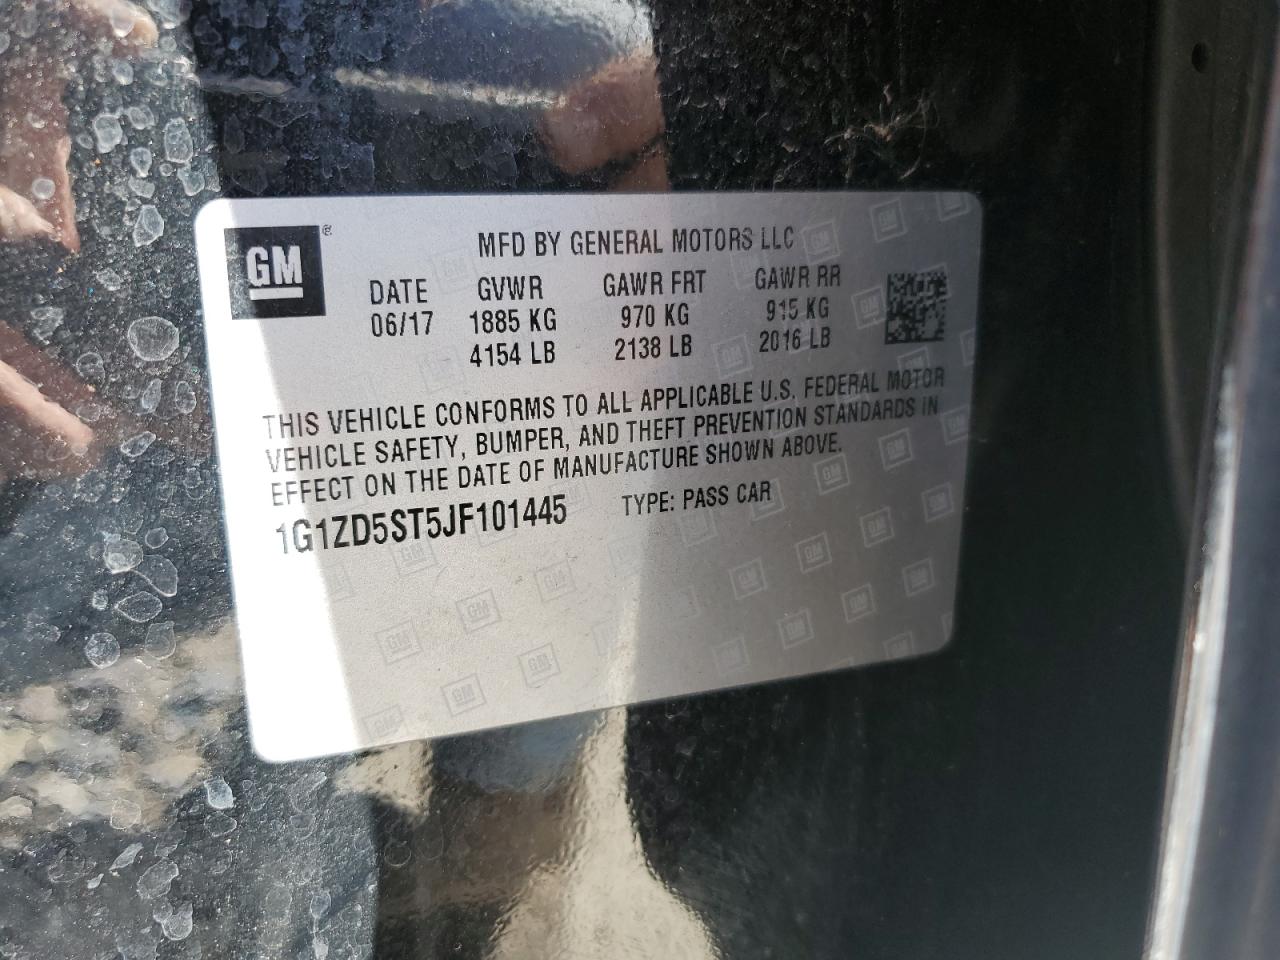 GM®
MFD BY GENERAL MOTORS LLC
DATE GVWR GAWR FRT GAWR RR
06/17 1885 KG 970 KG 915 KG
4154 LB 2138 LB 2016 LB
THIS VEHICLE CONFORMS TO ALL APPLICABLE U.S. FEDERAL MOTOR
VEHICLE SAFETY, BUMPER, AND THEFT PREVENTION STANDARDS IN
EFFECT ON THE DATE OF MANUFACTURE SHOWN ABOVE.
1G1ZD5ST5JF101445 TYPE: PASS CAR